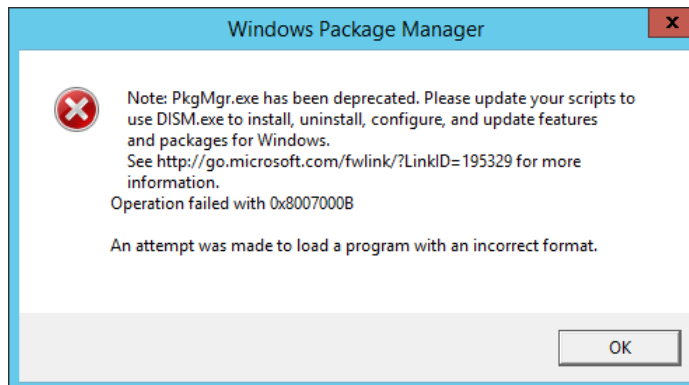 Windows Package Manager
x
Note: PkgMgr.exe has been deprecated. Please update your scripts to
use DISM.exe to install, uninstall, configure, and update features
and packages for Windows.
See http://go.microsoft.com/fwlink/?LinkID=195329 for more
information.
Operation failed with 0x8007000B
An attempt was made to load a program with an incorrect format.
OK